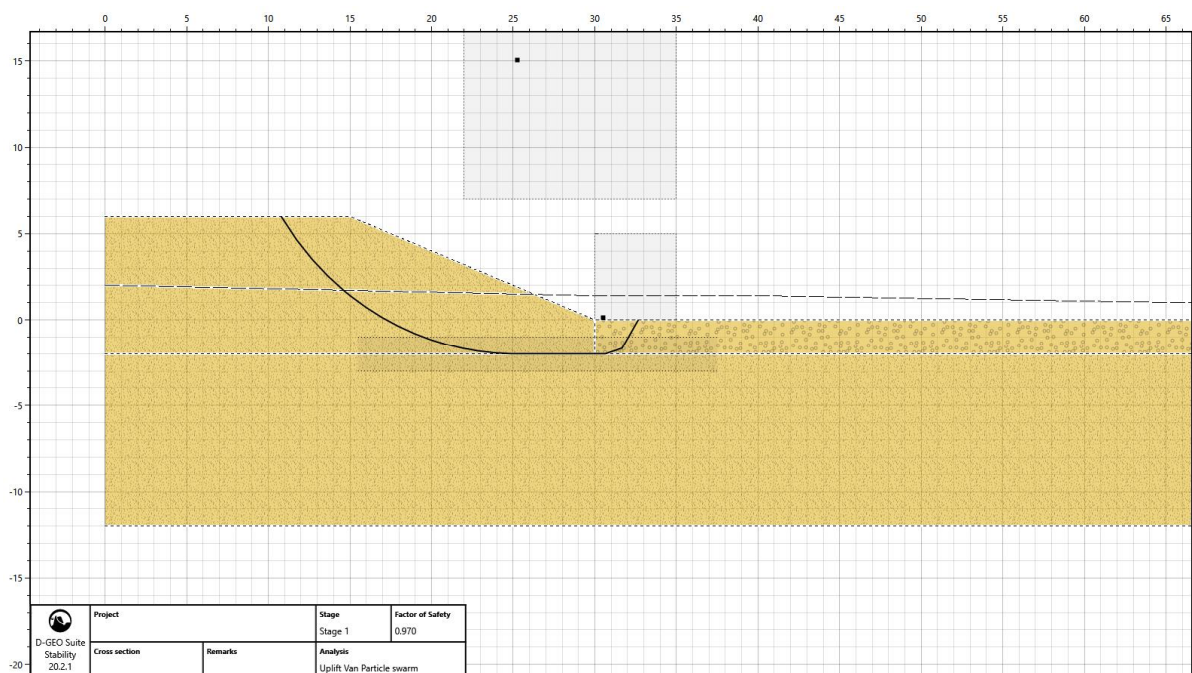 0 5 10 15 20 25 30 35 40 45 50 55 60 65
15
10
5
0
-5
-10
-15
-20
D-GEO Suite
Stability
20.2.1
Project
Stage
Stage 1
Factor of Safety
0.970
Cross section
Remarks
Analysis
Uplift Van Particle swarm